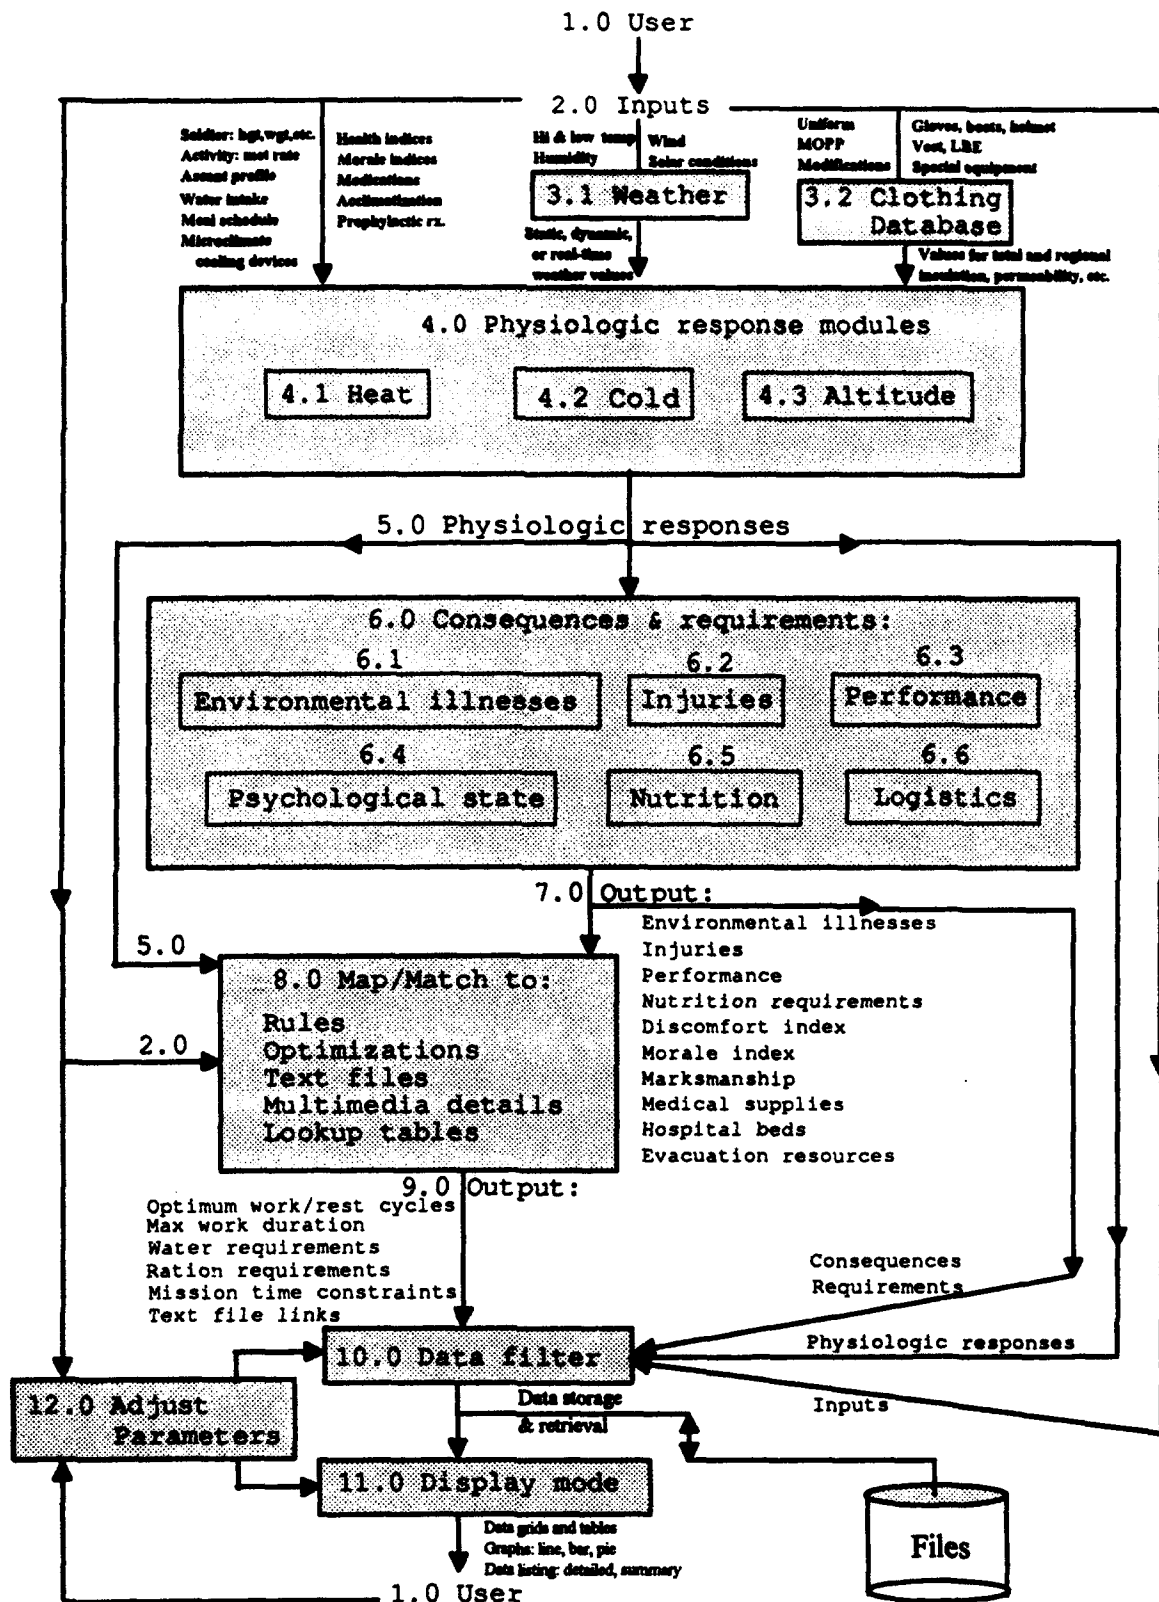 1.0 User
2.0 Inputs
Soldier: hgt,wgt,etc.
Activity: met rate
Ascent profile
Water intake
Meal schedule
Microclimate
cooling devices
Health indices
Morale indices
Medications
Acclimatization
Prophylactic rx.
Hi & low temp
Humidity
Wind
Solar conditions
Uniform
MOPP
Modifications
Gloves, boots, helmet
Vest, LBE
Special equipment
3.1 Weather
3.2 Clothing
Database
Static, dynamic,
or real-time
weather values
Values for total and regional
insulation, permeability, etc.
4.0 Physiologic response modules
4.1 Heat
4.2 Cold
4.3 Altitude
5.0 Physiologic responses
6.0 Consequences & requirements:
6.1
Environmental illnesses
6.2
Injuries
6.3
Performance
6.4
Psychological state
6.5
Nutrition
6.6
Logistics
7.0 Output:
Environmental illnesses
Injuries
Performance
Nutrition requirements
Discomfort index
Morale index
Marksmanship
Medical supplies
Hospital beds
Evacuation resources
5.0
2.0
8.0 Map/Match to:
Rules
Optimizations
Text files
Multimedia details
Lookup tables
9.0 Output:
Optimum work/rest cycles
Max work duration
Water requirements
Ration requirements
Mission time constraints
Text file links
Consequences
Requirements
Physiologic responses
Inputs
10.0 Data filter
12.0 Adjust
Parameters
Data storage
& retrieval
11.0 Display mode
Data grids and tables
Graphs: line, bar, pie
Data listing: detailed, summary
Files
1.0 User